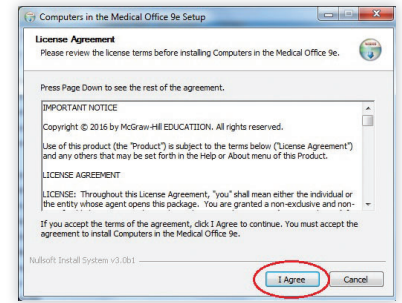 Computers in the Medical Office 9e Setup
License Agreement
Please review the license terms before installing Computers in the Medical Office 9e.
Press Page Down to see the rest of the agreement.
IMPORTANT NOTICE
Copyright © 2016 by McGraw-Hill EDUCATIION. All rights reserved.
Use of this product (the "Product") is subject to the terms below ("License Agreement")
and any others that may be set forth in the Help or About menu of this Product.
LICENSE AGREEMENT
LICENSE: Throughout this License Agreement, "you" shall mean either the individual or
the entity whose agent opens this package. You are granted a non-exclusive and non-
If you accept the terms of the agreement, click I Agree to continue. You must accept the
agreement to install Computers in the Medical Office 9e.
Nullsoft Install System v3.0b1
I Agree
Cancel